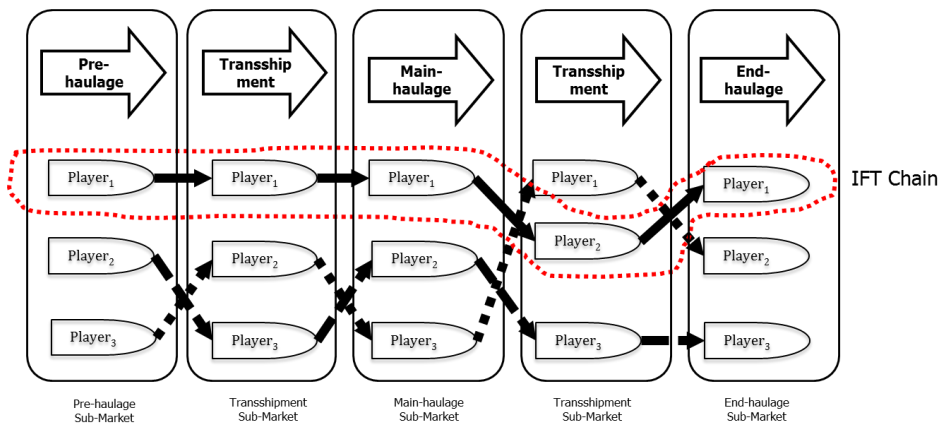 Pre-
haulage
Transship
ment
Main-
haulage
Transship
ment
End-
haulage
Player1
Player1
Player1
Player1
Player1
IFT Chain
Player2
Player2
Player2
Player2
Player2
Player3
Player3
Player3
Player3
Player3
Pre-haulage
Sub-Market
Transshipment
Sub-Market
Main-haulage
Sub-Market
Transshipment
Sub-Market
End-haulage
Sub-Market